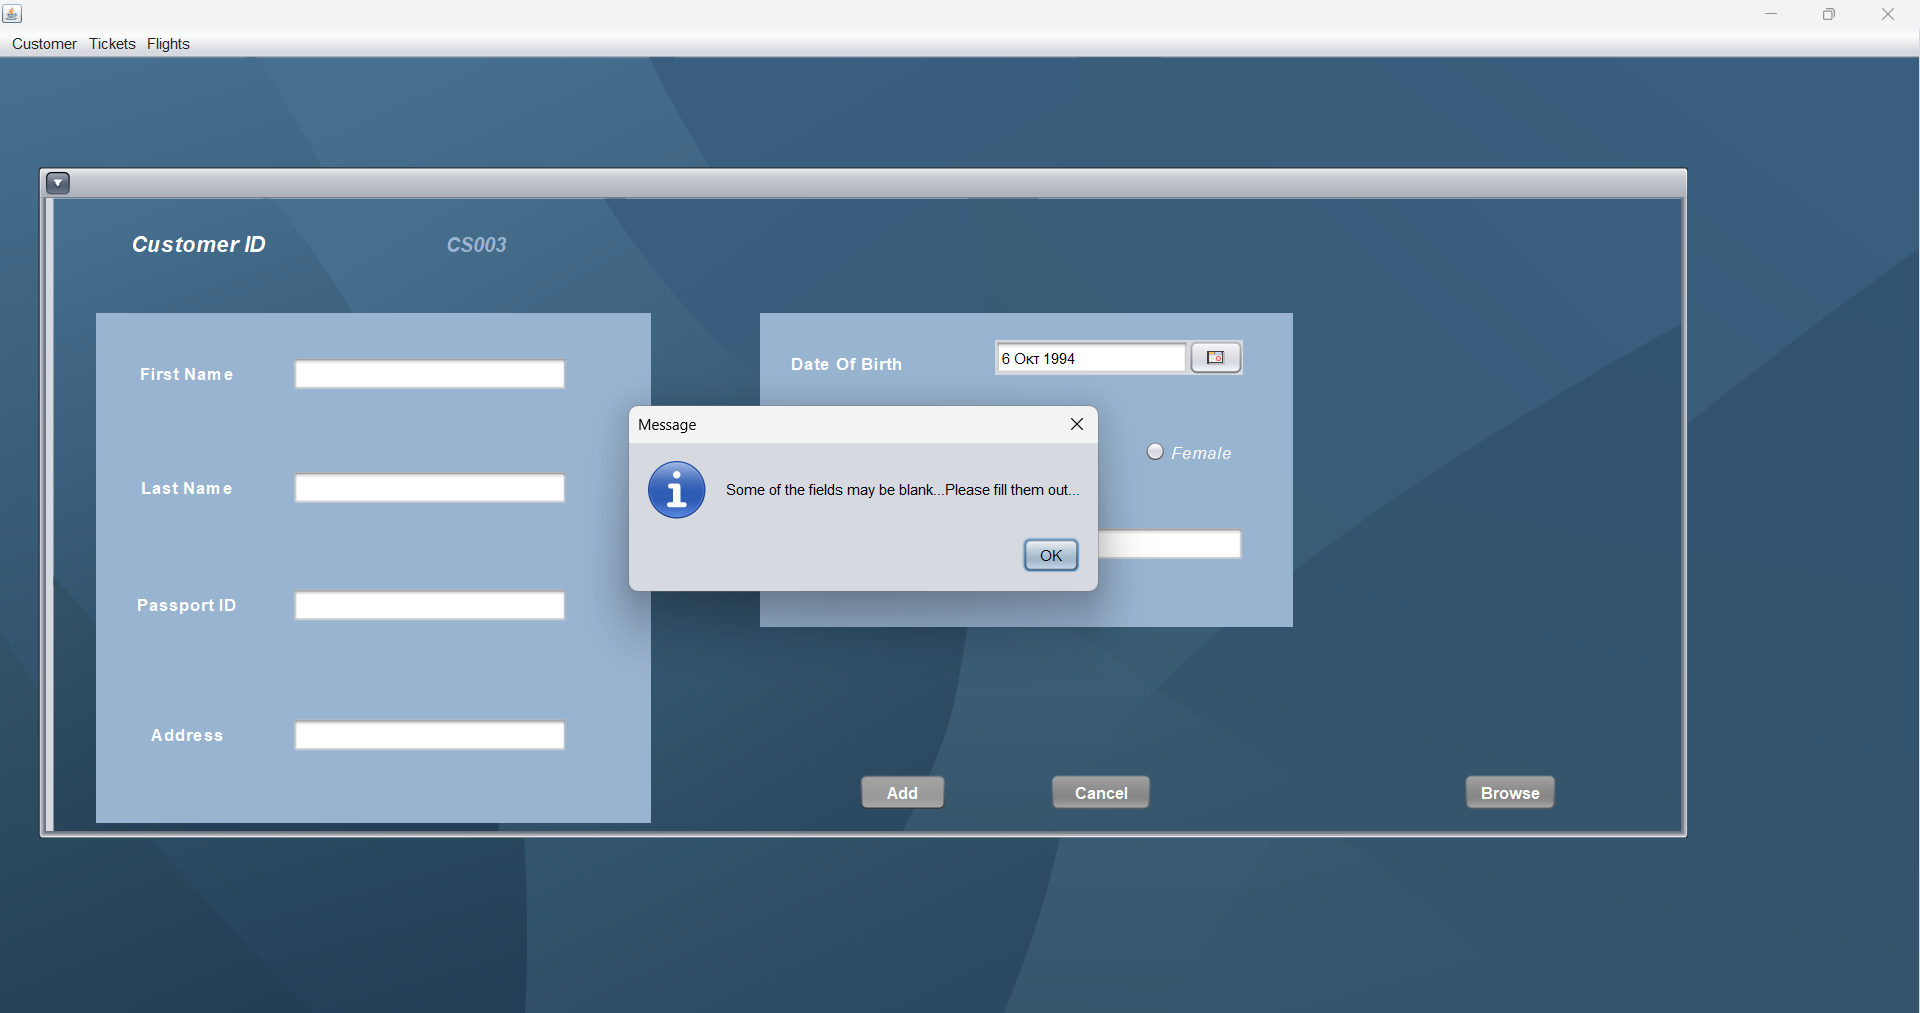 Customer Tickets Flights
Customer ID CS003
First Name
Last Name
Passport ID
Address
Date Of Birth 6 Окт 1994
Female
Message
Some of the fields may be blank...Please fill them out...
OK
Add Cancel Browse